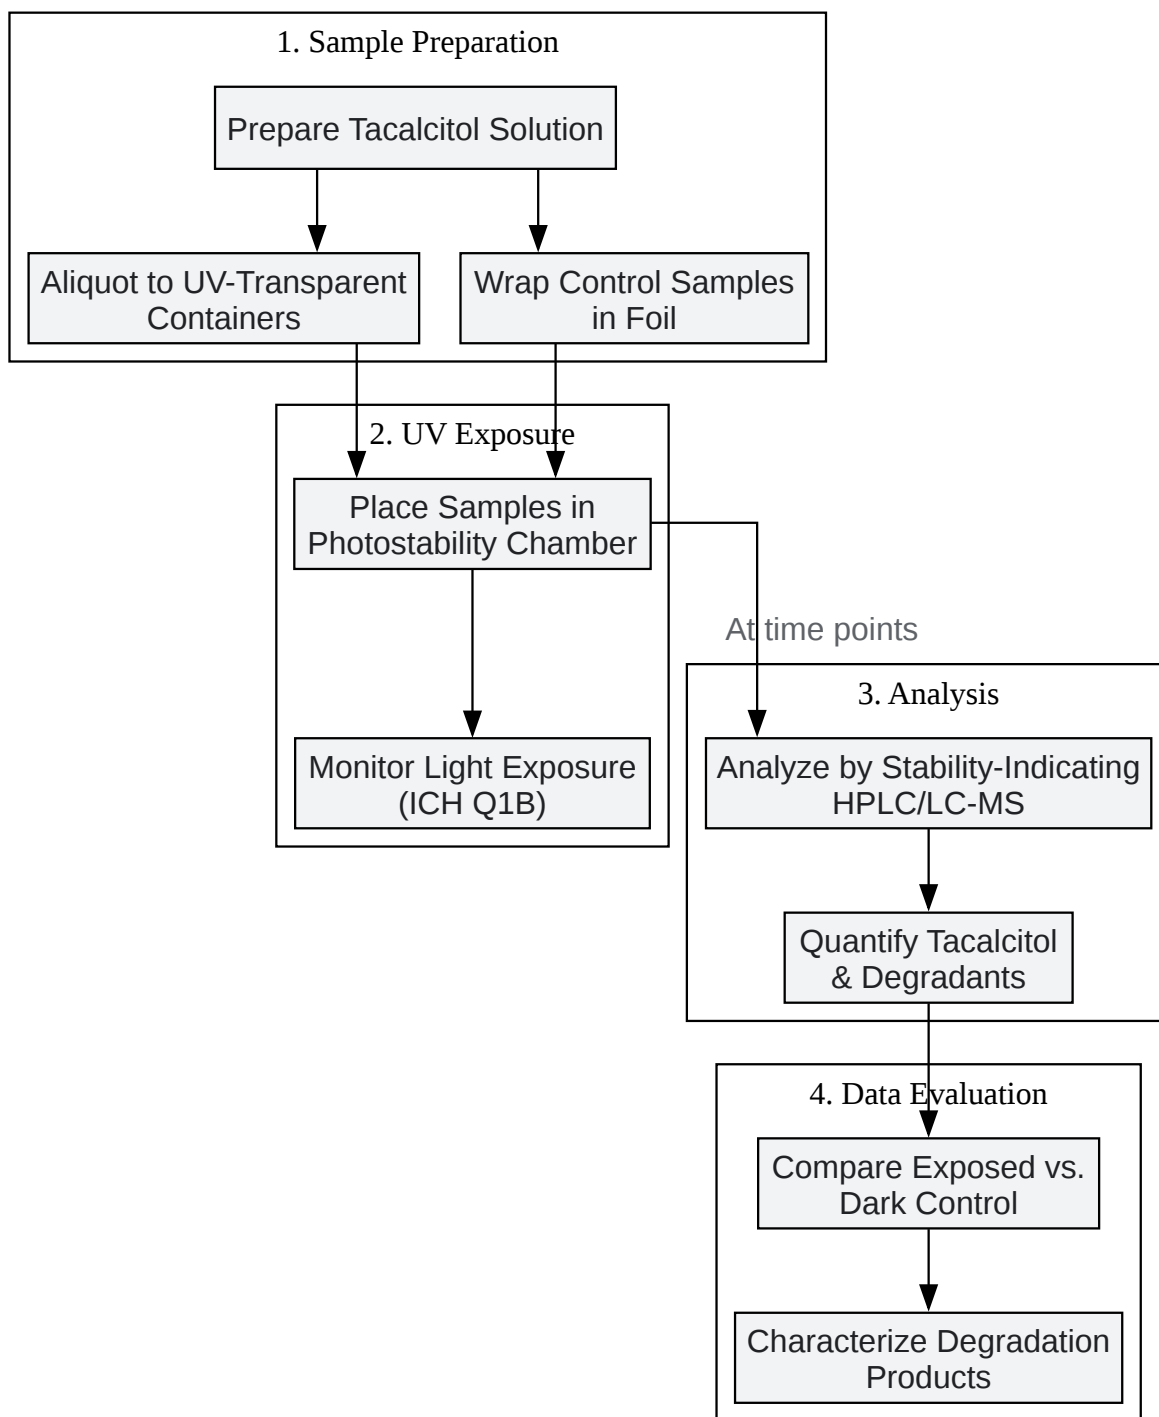 1. Sample Preparation
Prepare Tacalcitol Solution
Aliquot to UV-Transparent
Containers
Wrap Control Samples
in Foil
2. UV Exposure
Place Samples in
Photostability Chamber
At time points
Monitor Light Exposure
(ICH Q1B)
3. Analysis
Analyze by Stability-Indicating
HPLC/LC-MS
Quantify Tacalcitol
& Degradants
4. Data Evaluation
Compare Exposed vs.
Dark Control
Characterize Degradation
Products